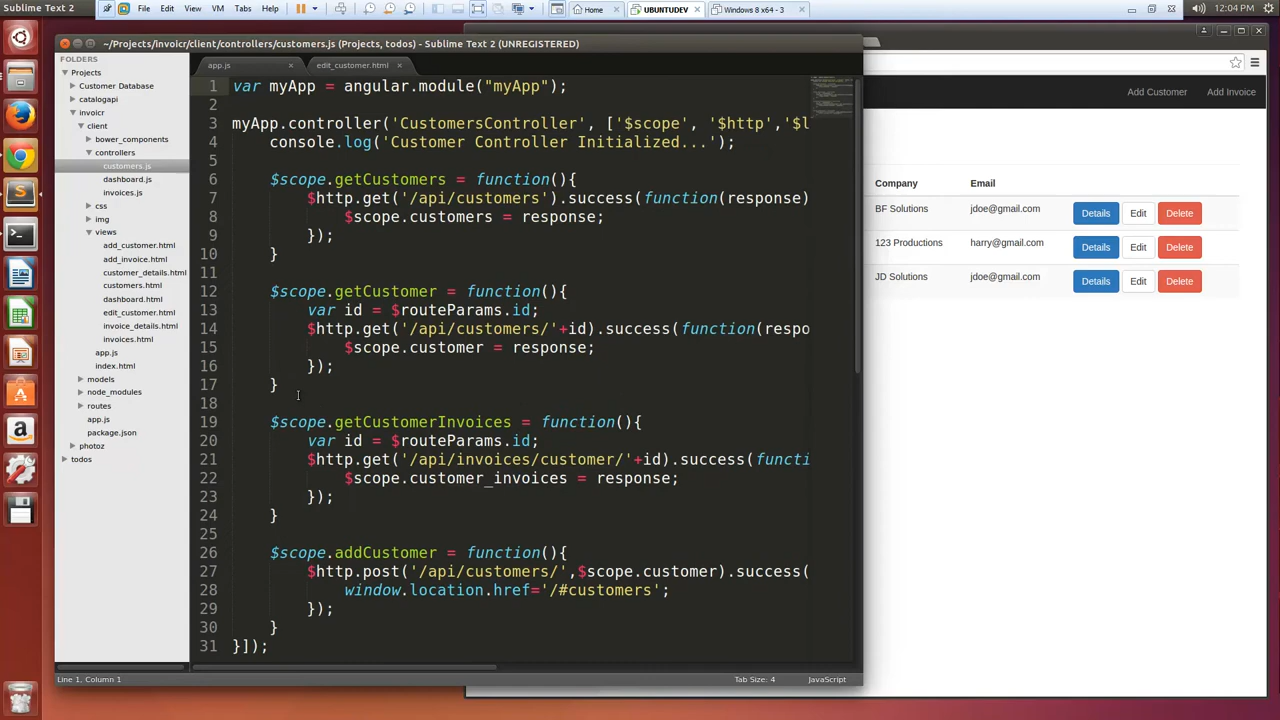 Sublime Text 2 File Edit View VM Tabs Help Home UBUNTUDEV Windows 8 x64 - 3 12:04 PM
~/Projects/invoicr/client/controllers/customers.js (Projects, todos) - Sublime Text 2 (UNREGISTERED)
FOLDERS
Projects
Customer Database
catalogapi
invoicr
client
bower_components
controllers
customers.js
dashboard.js
invoices.js
css
img
views
add_customer.html
add_invoice.html
customer_details.html
customers.html
dashboard.html
edit_customer.html
invoice_details.html
invoices.html
app.js
index.html
models
node_modules
routes
app.js
package.json
photoz
todos
app.js edit_customer.html
1 var myApp = angular.module("myApp");
2
3 myApp.controller('CustomersController', ['$scope', '$http','$l
4 console.log('Customer Controller Initialized...');
5
6 $scope.getCustomers = function(){
7 $http.get('/api/customers').success(function(response)
8 $scope.customers = response;
9 });
10 }
11
12 $scope.getCustomer = function(){
13 var id = $routeParams.id;
14 $http.get('/api/customers/'+id).success(function(respo
15 $scope.customer = response;
16 });
17 }
18
19 $scope.getCustomerInvoices = function(){
20 var id = $routeParams.id;
21 $http.get('/api/invoices/customer/'+id).success(functi
22 $scope.customer_invoices = response;
23 });
24 }
25
26 $scope.addCustomer = function(){
27 $http.post('/api/customers/',$scope.customer).success(
28 window.location.href='/#customers';
29 });
30 }
31 }]);
Line 1, Column 1 Tab Size: 4 JavaScript
Add Customer Add Invoice
Company Email
BF Solutions jdoe@gmail.com Details Edit Delete
123 Productions harry@gmail.com Details Edit Delete
JD Solutions jdoe@gmail.com Details Edit Delete